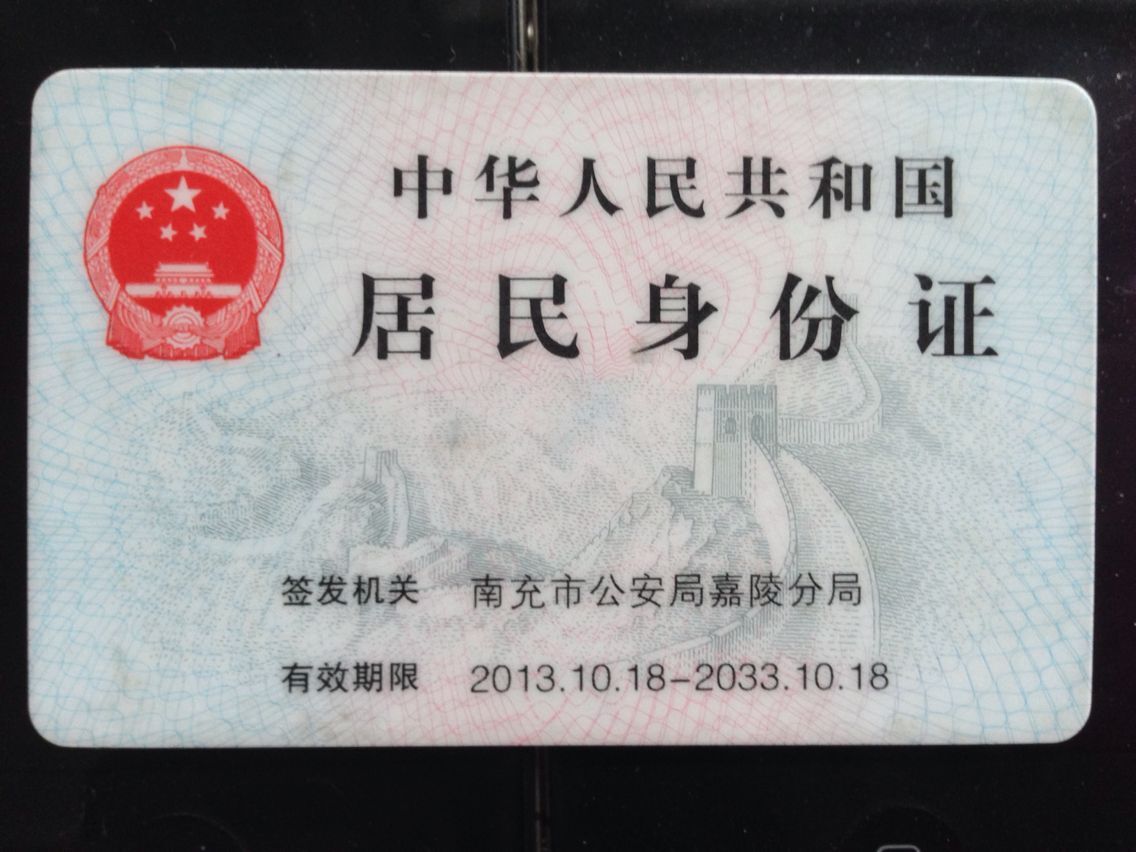 中华人民共和国
居民身份证
签发机关 南充市公安局嘉陵分局
有效期限 2013.10.18-2033.10.18